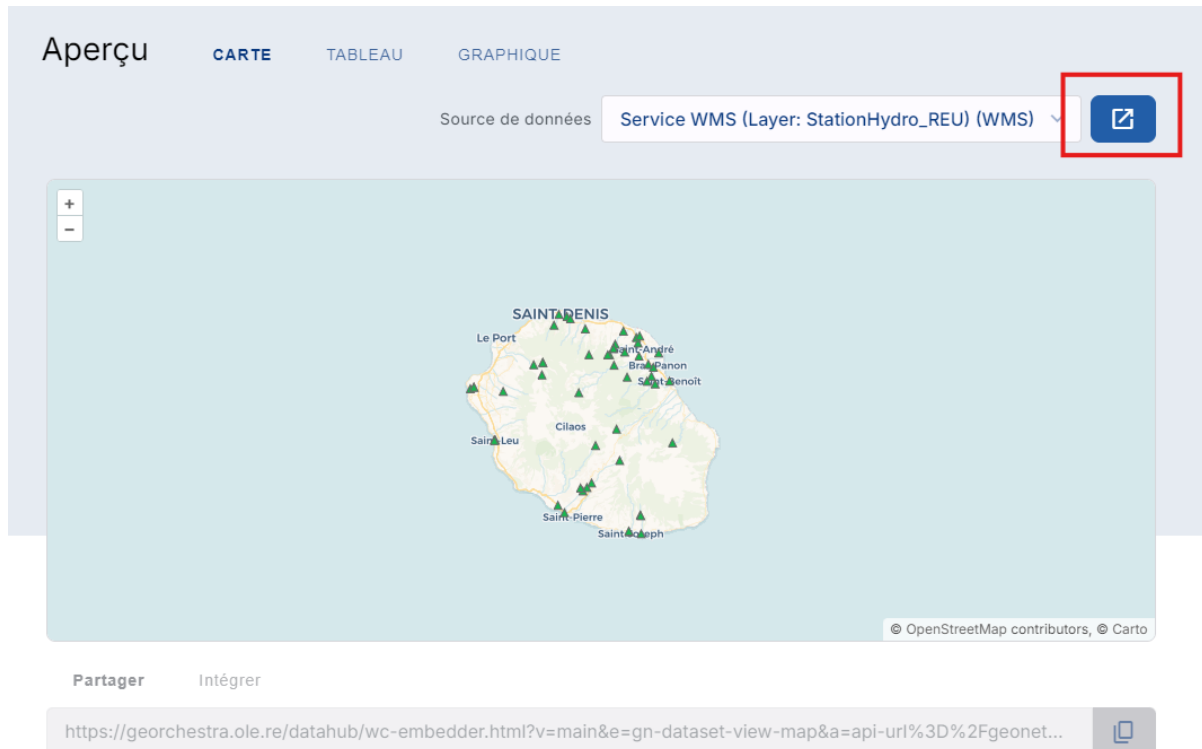 Aperçu CARTE TABLEAU GRAPHIQUE
Source de données Service WMS (Layer: StationHydro_REU) (WMS)
+
−
SAINT-DENIS
Le Port
Saint-André
Bras-Panon
Saint-Benoît
Cilaos
Saint-Leu
Saint-Pierre
Saint-Joseph
© OpenStreetMap contributors, © Carto
Partager Intégrer
https://georchestra.ole.re/datahub/wc-embedder.html?v=main&e=gn-dataset-view-map&a=api-url%3D%2Fgeonet...